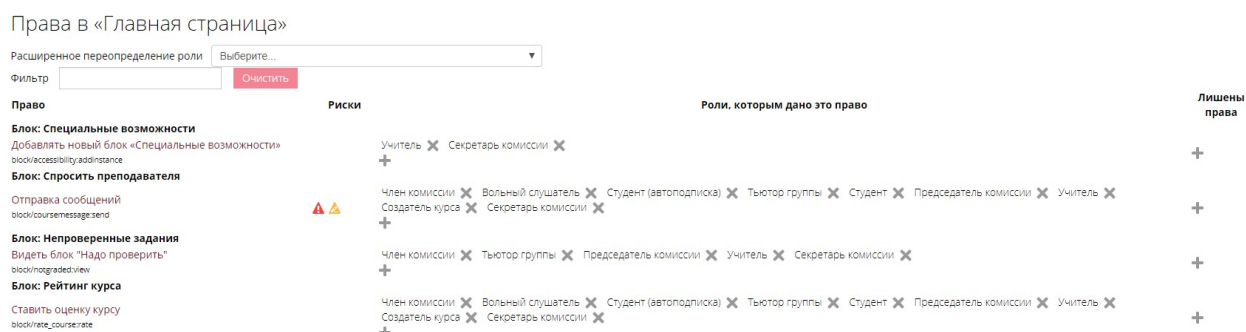 Права в «Главная страница»
Расширенное переопределение роли Выберите...
Фильтр Очистить
Право Риски Роли, которым дано это право Лишены права
Блок: Специальные возможности
Добавлять новый блок «Специальные возможности»
block/accessibility:addinstance
Учитель Секретарь комиссии
Блок: Спросить преподавателя
Отправка сообщений
block/coursemessage:send
Член комиссии Вольный слушатель Студент (автоподписка) Тьютор группы Студент Председатель комиссии Учитель
Создатель курса Секретарь комиссии
Блок: Непроверенные задания
Видеть блок "Надо проверить"
block/notgraded:view
Член комиссии Тьютор группы Председатель комиссии Учитель Секретарь комиссии
Блок: Рейтинг курса
Ставить оценку курсу
block/rate_course:rate
Член комиссии Вольный слушатель Студент (автоподписка) Тьютор группы Студент Председатель комиссии Учитель
Создатель курса Секретарь комиссии